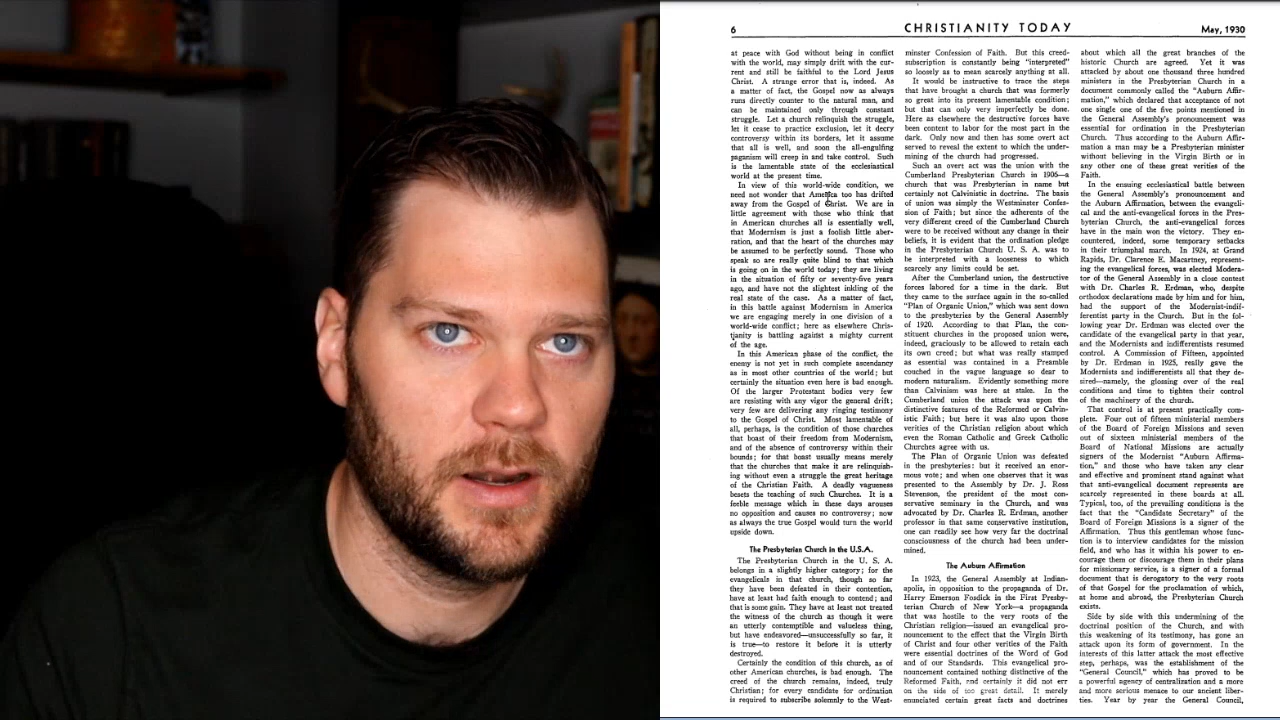 6 CHRISTIANITY TODAY May, 1930
at peace with God without being in conflict
with the world, may simply drift with the cur-
rent and still be faithful to the Lord Jesus
Christ. A strange error that is, indeed. As
a matter of fact, the Gospel now as always
runs directly counter to the natural man, and
can be maintained only through constant
struggle. Let a church relinquish the struggle,
let it cease to practice exclusion, let it decry
controversy within its borders, let it assume
that all is well, and soon the all-engulfing
paganism will creep in and take control. Such
is the lamentable state of the ecclesiastical
world at the present time.
In view of this world-wide condition, we
need not wonder that America too has drifted
away from the Gospel of Christ. We are in
little agreement with those who think that
in American churches all is essentially well,
that Modernism is just a foolish little aber-
ration, and that the heart of the churches may
be assumed to be perfectly sound. Those who
speak so are really quite blind to that which
is going on in the world today; they are living
in the situation of fifty or seventy-five years
ago, and have not the slightest inkling of the
real state of the case. As a matter of fact,
in this battle against Modernism in America
we are engaging merely in one division of a
world-wide conflict; here as elsewhere Chris-
tianity is battling against a mighty current
of the age.
In this American phase of the conflict, the
enemy is not yet in such complete ascendancy
as in most other countries of the world; but
certainly the situation even here is bad enough.
Of the larger Protestant bodies very few
are resisting with any vigor the general drift;
very few are delivering any ringing testimony
to the Gospel of Christ. Most lamentable of
all, perhaps, is the condition of those churches
that boast of their freedom from Modernism,
and of the absence of controversy within their
bounds; for that boast usually means merely
that the churches that make it are relinquish-
ing without even a struggle the great heritage
of the Christian Faith. A deadly vagueness
besets the teaching of such Churches. It is a
feeble message which in these days arouses
no opposition and causes no controversy; now
as always the true Gospel would turn the world
upside down.
The Presbyterian Church in the U.S.A.
The Presbyterian Church in the U. S. A.
belongs in a slightly higher category; for the
evangelicals in that church, though so far
they have been defeated in their contention,
have at least had faith enough to contend; and
that is some gain. They have at least not treated
the witness of the church as though it were
an utterly contemptible and valueless thing,
but have endeavored—unsuccessfully so far, it
is true—to restore it before it is utterly
destroyed.
Certainly the condition of this church, as of
other American churches, is bad enough. The
creed of the church remains, indeed, truly
Christian; for every candidate for ordination
is required to subscribe solemnly to the West-
minster Confession of Faith. But this creed-
subscription is constantly being "interpreted"
so loosely as to mean scarcely anything at all.
It would be instructive to trace the steps
that have brought a church that was formerly
so great into its present lamentable condition;
but that can only very imperfectly be done.
Here as elsewhere the destructive forces have
been content to labor for the most part in the
dark. Only now and then has some overt act
served to reveal the extent to which the under-
mining of the church had progressed.
Such an overt act was the union with the
Cumberland Presbyterian Church in 1906—a
church that was Presbyterian in name but
certainly not Calvinistic in doctrine. The basis
of union was simply the Westminster Confes-
sion of Faith; but since the adherents of the
very different creed of the Cumberland Church
were to be received without any change in their
beliefs, it is evident that the ordination pledge
in the Presbyterian Church U. S. A. was to
be interpreted with a looseness to which
scarcely any limits could be set.
After the Cumberland union, the destructive
forces labored for a time in the dark. But
they came to the surface again in the so-called
"Plan of Organic Union," which was sent down
to the presbyteries by the General Assembly
of 1920. According to that Plan, the con-
stituent churches in the proposed union were,
indeed, graciously to be allowed to retain each
its own creed; but what was really stamped
as essential was contained in a Preamble
couched in the vague language so dear to
modern naturalism. Evidently something more
than Calvinism was here at stake. In the
Cumberland union the attack was upon the
distinctive features of the Reformed or Calvin-
istic Faith; but here it was also upon those
verities of the Christian religion about which
even the Roman Catholic and Greek Catholic
Churches agree with us.
The Plan of Organic Union was defeated
in the presbyteries: but it received an enor-
mous vote; and when one observes that it was
presented to the Assembly by Dr. J. Ross
Stevenson, the president of the most con-
servative seminary in the Church, and was
advocated by Dr. Charles R. Erdman, another
professor in that same conservative institution,
one can readily see how very far the doctrinal
consciousness of the church had been under-
mined.
The Auburn Affirmation
In 1923, the General Assembly at Indian-
apolis, in opposition to the propaganda of Dr.
Harry Emerson Fosdick in the First Presby-
terian Church of New York—a propaganda
that was hostile to the very roots of the
Christian religion—issued an evangelical pro-
nouncement to the effect that the Virgin Birth
of Christ and four other verities of the Faith
were essential doctrines of the Word of God
and of our Standards. This evangelical pro-
nouncement contained nothing distinctive of the
Reformed Faith, and certainly it did not err
on the side of too great detail. It merely
enunciated certain great facts and doctrines
about which all the great branches of the
historic Church are agreed. Yet it was
attacked by about one thousand three hundred
ministers in the Presbyterian Church in a
document commonly called the "Auburn Affir-
mation," which declared that acceptance of not
one single one of the five points mentioned in
the General Assembly's pronouncement was
essential for ordination in the Presbyterian
Church. Thus according to the Auburn Affir-
mation a man may be a Presbyterian minister
without believing in the Virgin Birth or in
any other one of these great verities of the
Faith.
In the ensuing ecclesiastical battle between
the General Assembly's pronouncement and
the Auburn Affirmation, between the evangeli-
cal and the anti-evangelical forces in the Pres-
byterian Church, the anti-evangelical forces
have in the main won the victory. They en-
countered, indeed, some temporary setbacks
in their triumphal march. In 1924, at Grand
Rapids, Dr. Clarence E. Macartney, represent-
ing the evangelical forces, was elected Modera-
tor of the General Assembly in a close contest
with Dr. Charles R. Erdman, who, despite
orthodox declarations made by him and for him,
had the support of the Modernist-indif-
ferentist party in the Church. But in the fol-
lowing year Dr. Erdman was elected over the
candidate of the evangelical party in that year,
and the Modernists and indifferentists resumed
control. A Commission of Fifteen, appointed
by Dr. Erdman in 1925, really gave the
Modernists and indifferentists all that they de-
sired—namely, the glossing over of the real
conditions and time to tighten their control
of the machinery of the church.
That control is at present practically com-
plete. Four out of fifteen ministerial members
of the Board of Foreign Missions and seven
out of sixteen ministerial members of the
Board of National Missions are actually
signers of the Modernist "Auburn Affirma-
tion," and those who have taken any clear
and effective and prominent stand against what
that anti-evangelical document represents are
scarcely represented in these boards at all.
Typical, too, of the prevailing conditions is the
fact that the "Candidate Secretary" of the
Board of Foreign Missions is a signer of the
Affirmation. Thus this gentleman whose func-
tion is to interview candidates for the mission
field, and who has it within his power to en-
courage them or discourage them in their plans
for missionary service, is a signer of a formal
document that is derogatory to the very roots
of that Gospel for the proclamation of which,
at home and abroad, the Presbyterian Church
exists.
Side by side with this undermining of the
doctrinal position of the Church, and with
this weakening of its testimony, has gone an
attack upon its form of government. In the
interests of this latter attack the most effective
step, perhaps, was the establishment of the
"General Council," which has proved to be
a powerful agency of centralization and a more
and more serious menace to our ancient liber-
ties. Year by year the General Council,